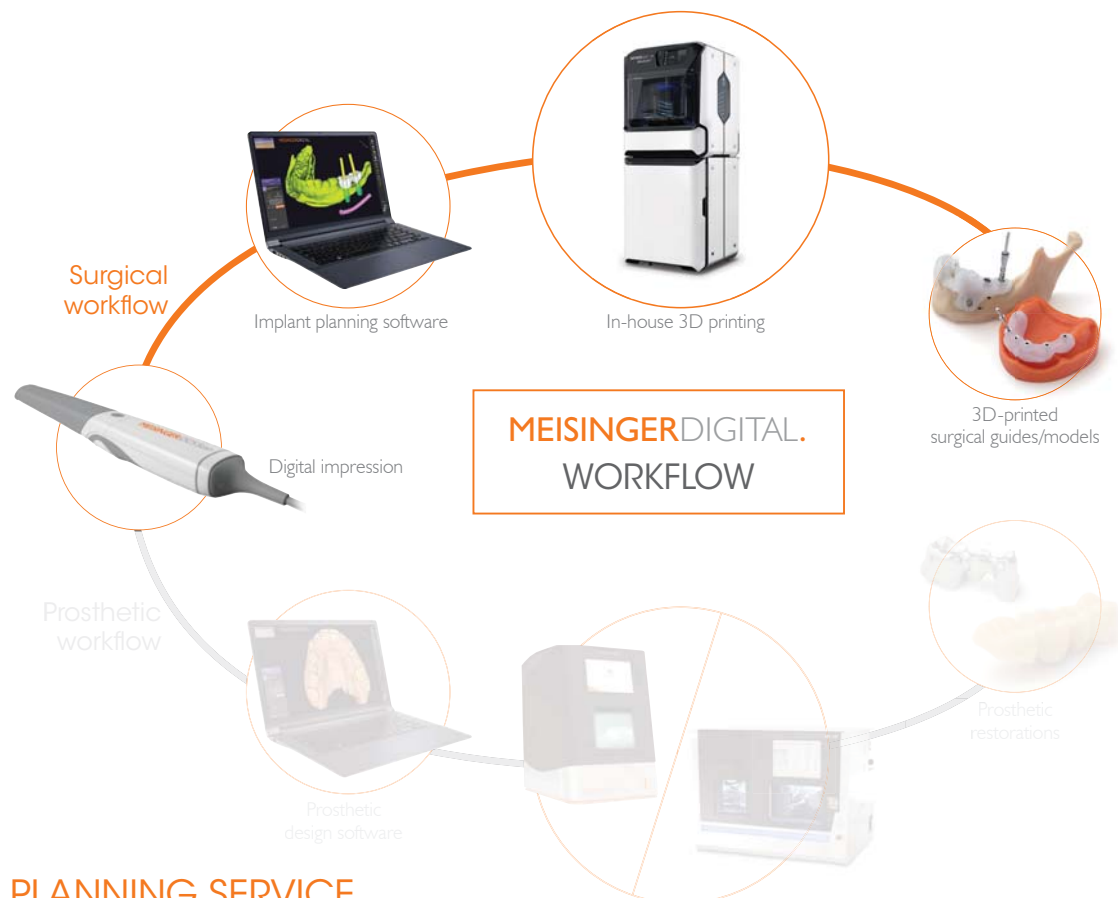 Surgical
workflow
Implant planning software
In-house 3D printing
3D-printed
surgical guides/models
Digital impression
MEISINGERDIGITAL.
WORKFLOW
Prosthetic
workflow
Prosthetic
design software
Prosthetic
restorations
PLANNING SERVICE